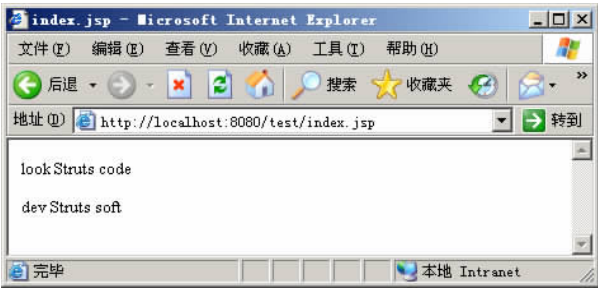 index.jsp - Microsoft Internet Explorer
文件(F) 编辑(E) 查看(V) 收藏(A) 工具(T) 帮助(H)
后退 搜索 收藏夹 »
地址(D) http://localhost:8080/test/index.jsp 转到
look Struts code
dev Struts soft
完毕 本地 Intranet